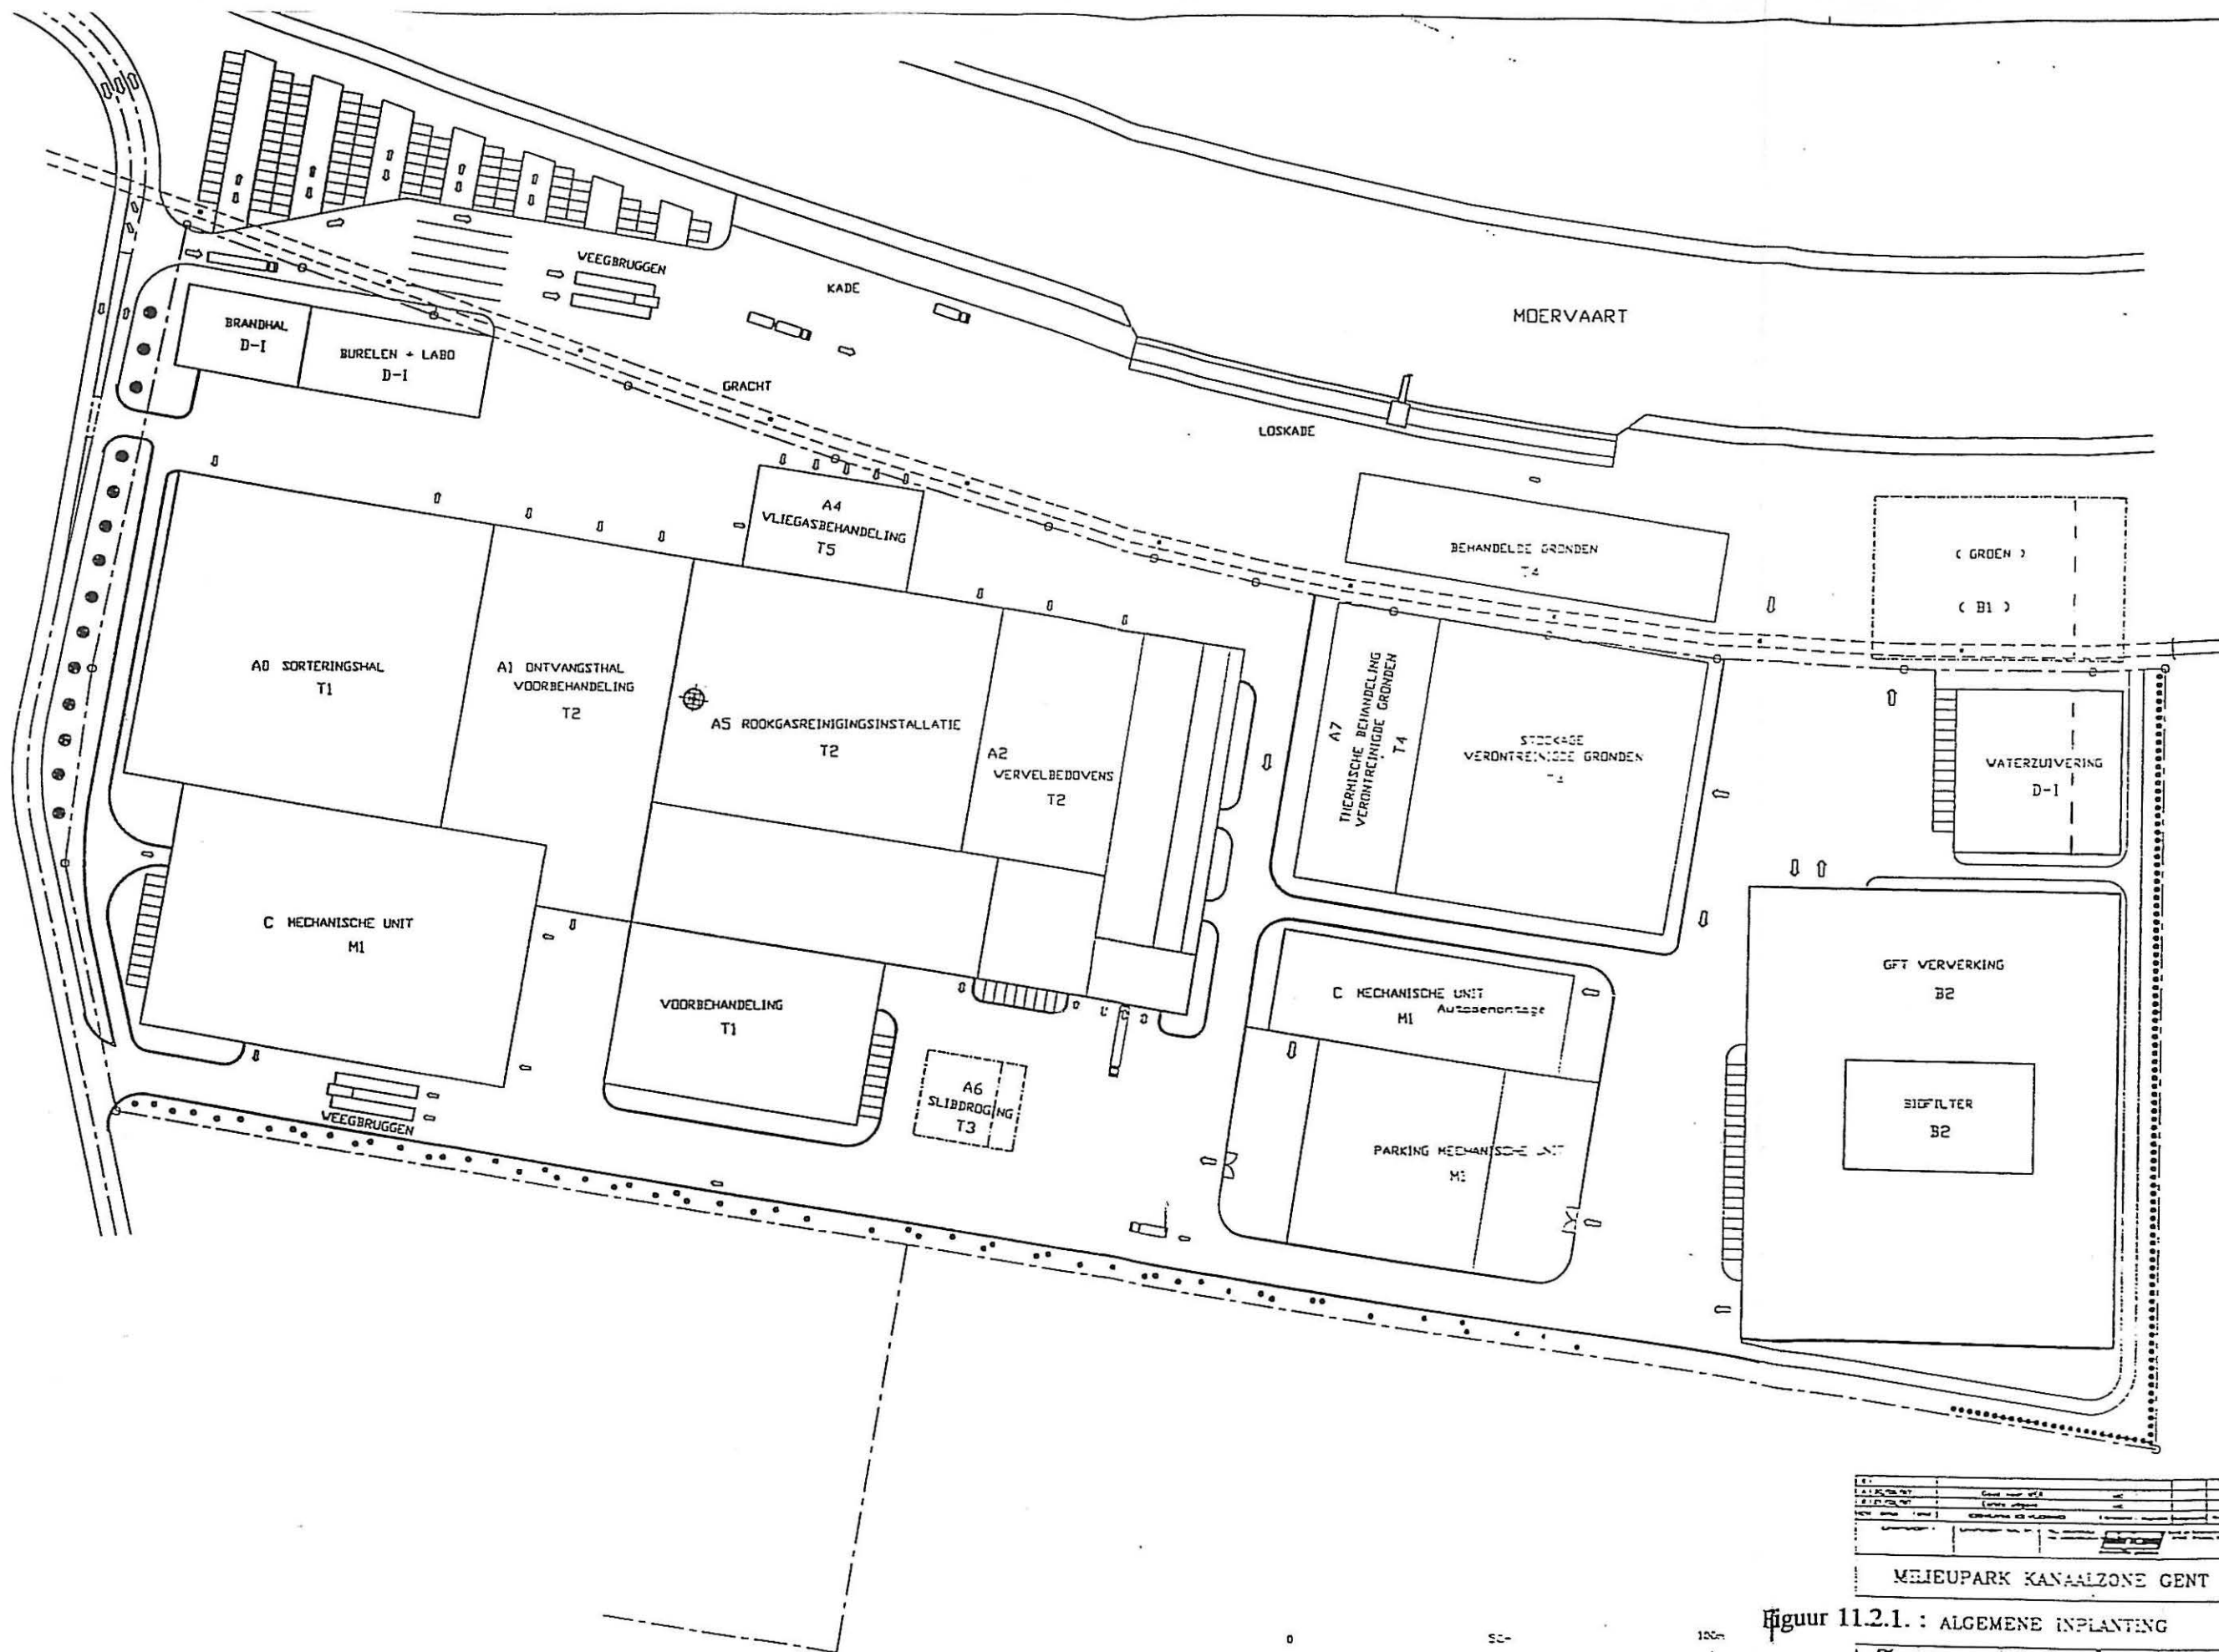 WEEGBRUGGEN
KADE
MOERVAART
BRANDHAL
D-I
BURELEN + LABO
D-I
GRACHT
LOSKADE
A4
VLIEGASBEHANDELING
T5
BEHANDELDE GRONDEN
T4
( GROEN )
( B1 )
A0 SORTERINGSHAL
T1
A1 ONTVANGSTHAL
VOORBEHANDELING
T2
A5 ROOKGASREINIGINGSINSTALLATIE
T2
A2
WERVELBEDOVENS
T2
A7
THERMISCHE BEHANDELING
VERONTREINIGDE GRONDEN
T4
STOCKAGE
VERONTREINIGDE GRONDEN
WATERZUIVERING
D-I
C MECHANISCHE UNIT
M1
VOORBEHANDELING
T1
C MECHANISCHE UNIT
M1
GFT VERWERKING
B2
BIOFILTER
B2
A6
SLIBDROGING
T3
PARKING MECHANISCHE UNIT
WEEGBRUGGEN
MILIEUPARK KANAALZONE GENT
0
100m
Figuur 11.2.1. : ALGEMENE INPLANTING